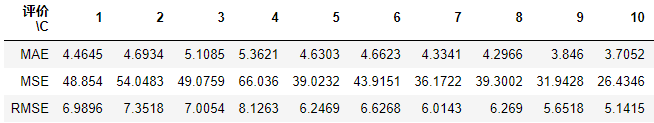 评价 1 2 3 4 5 6 7 8 9 10
\C
MAE 4.4645 4.6934 5.1085 5.3621 4.6303 4.6623 4.3341 4.2966 3.846 3.7052
MSE 48.854 54.0483 49.0759 66.036 39.0232 43.9151 36.1722 39.3002 31.9428 26.4346
RMSE 6.9896 7.3518 7.0054 8.1263 6.2469 6.6268 6.0143 6.269 5.6518 5.1415